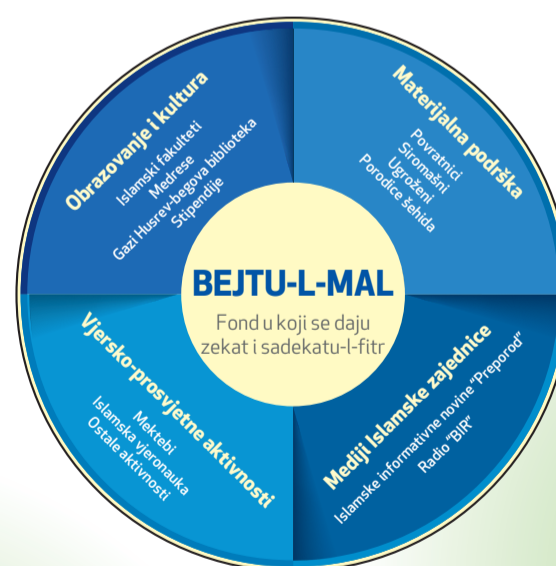 Obrazovanje i kultura
Islamski fakulteti
Medrese
Gazi Husrev-begova biblioteka
Stipendije
Materijalna podrška
Povratnici
Siromašni
Ugroženi
Porodice šehida
BEJTU-L-MAL
Fond u koji se daju
zekat i sadekatu-l-fitr
Vjersko-prosvjetne aktivnosti
Mektebi
Islamska vjeronauka
Ostale aktivnosti
Mediji Islamske zajednice
Islamske informativne novine "Preporod"
Radio "BIR"